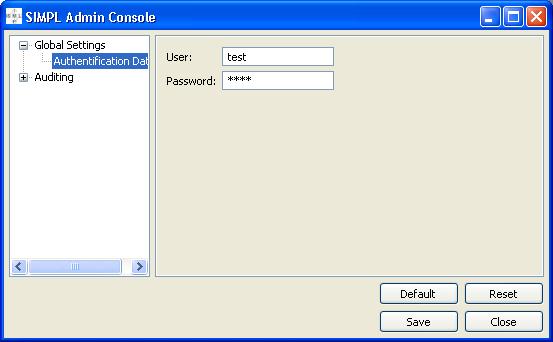 SIMPL Admin Console
Global Settings
Authentification Dat
Auditing
User: test
Password: ****
Default Reset
Save Close